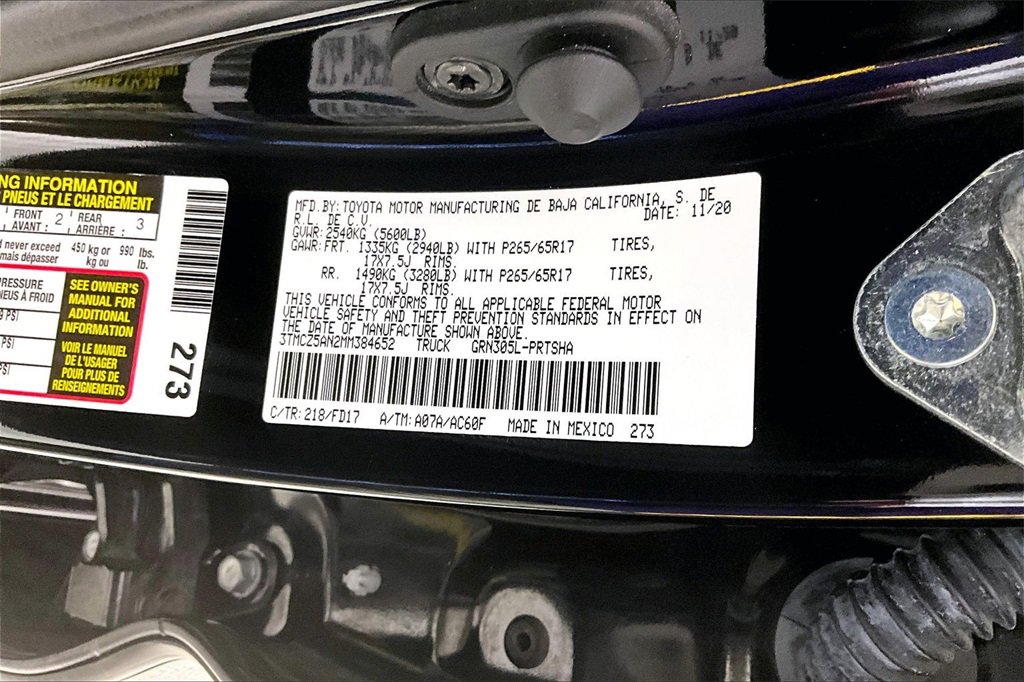 NG INFORMATION
PNEUS ET LE CHARGEMENT
FRONT AVANT : 2 REAR ARRIÈRE : 3
d never exceed 450 kg or 990 lbs.
mais dépasser kg ou lb.
PRESSURE
NEUS À FROID
PSI)
PSI)
PSI)
SEE OWNER'S
MANUAL FOR
ADDITIONAL
INFORMATION
VOIR LE MANUEL
DE L'USAGER
POUR PLUS DE
RENSEIGNEMENTS
273
MFD. BY: TOYOTA MOTOR MANUFACTURING DE BAJA CALIFORNIA, S. DE
R.L. DE C.V. DATE: 11/20
GVWR: 2540KG (5600LB)
GAWR: FRT. 1335KG (2940LB) WITH P265/65R17 TIRES,
17X7.5J RIMS.
RR. 1490KG (3280LB) WITH P265/65R17 TIRES,
17X7.5J RIMS.
THIS VEHICLE CONFORMS TO ALL APPLICABLE FEDERAL MOTOR
VEHICLE SAFETY AND THEFT PREVENTION STANDARDS IN EFFECT ON
THE DATE OF MANUFACTURE SHOWN ABOVE.
3TMCZ5AN2MM384652 TRUCK GRN305L-PRTSHA
C/TR: 218/FD17 A/TM: A07A/AC60F MADE IN MEXICO 273